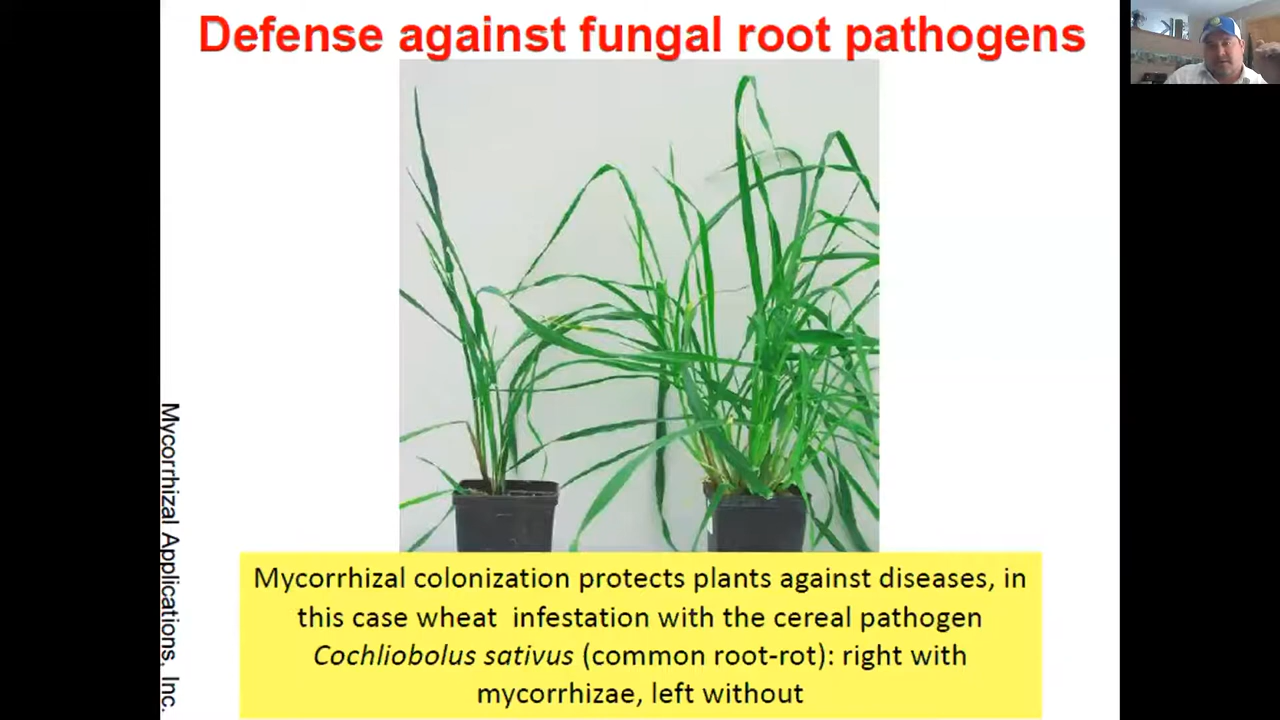 Defense against fungal root pathogens
Mycorrhizal Applications, Inc.
Mycorrhizal colonization protects plants against diseases, in
this case wheat  infestation with the cereal pathogen
Cochliobolus sativus (common root-rot): right with
mycorrhizae, left without